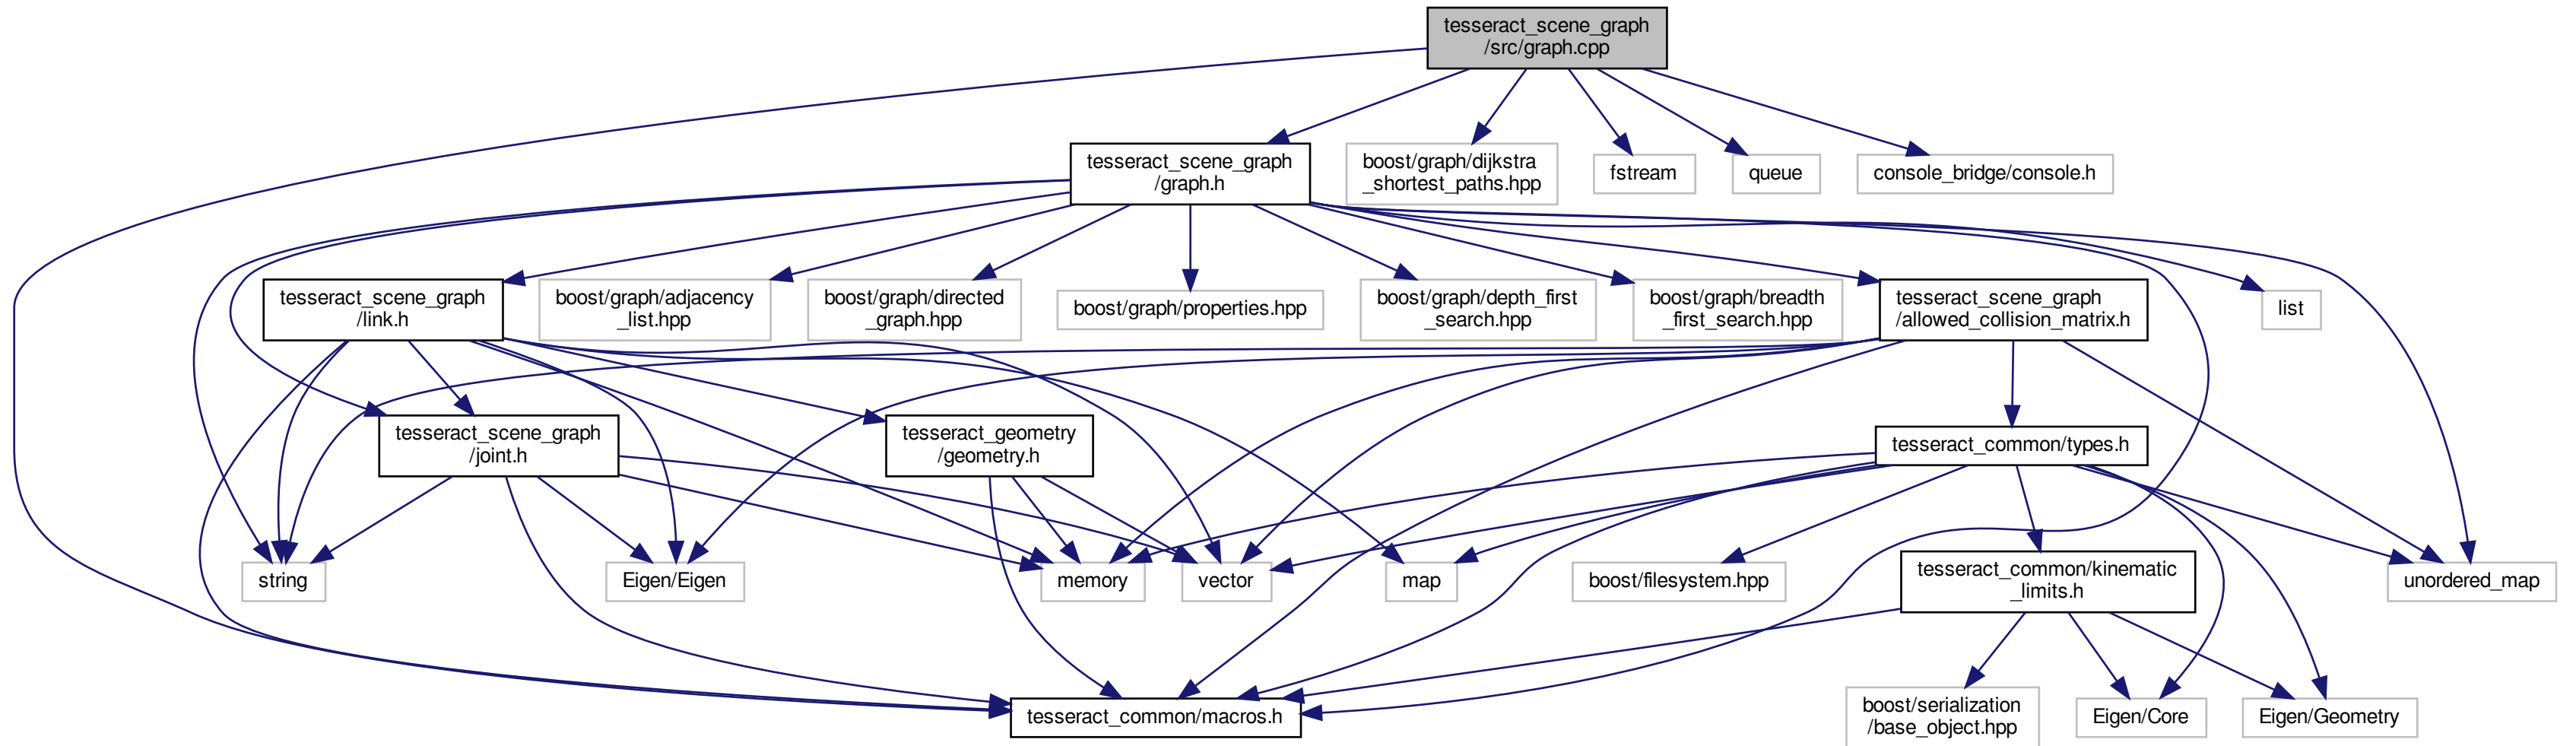 tesseract_scene_graph
/src/graph.cpp
tesseract_scene_graph
/graph.h
boost/graph/dijkstra
_shortest_paths.hpp
fstream
queue
console_bridge/console.h
tesseract_scene_graph
/link.h
boost/graph/adjacency
_list.hpp
boost/graph/directed
_graph.hpp
boost/graph/properties.hpp
boost/graph/depth_first
_search.hpp
boost/graph/breadth
_first_search.hpp
tesseract_scene_graph
/allowed_collision_matrix.h
list
tesseract_scene_graph
/joint.h
tesseract_geometry
/geometry.h
tesseract_common/types.h
string
Eigen/Eigen
memory
vector
map
boost/filesystem.hpp
tesseract_common/kinematic
_limits.h
unordered_map
tesseract_common/macros.h
boost/serialization
/base_object.hpp
Eigen/Core
Eigen/Geometry